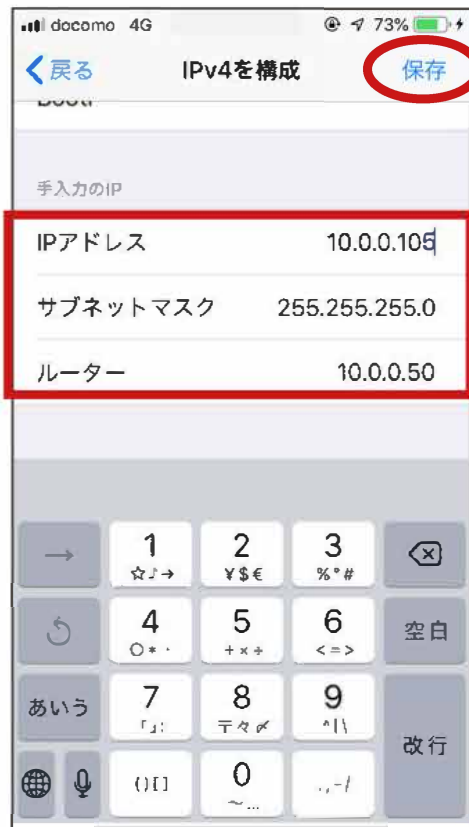 docomo 4G 73%
戻る IPv4を構成 保存
手入力のIP
IPアドレス 10.0.0.105
サブネットマスク 255.255.255.0
ルーター 10.0.0.50
→ 1 2 3
☆♪→ ¥$€ %°#
4 5 6 空白
○*・ +×÷ <=>
あいう 7 8 9
「」: 〒々〆 ^|\
改行
()[] 0 .,-/
~…